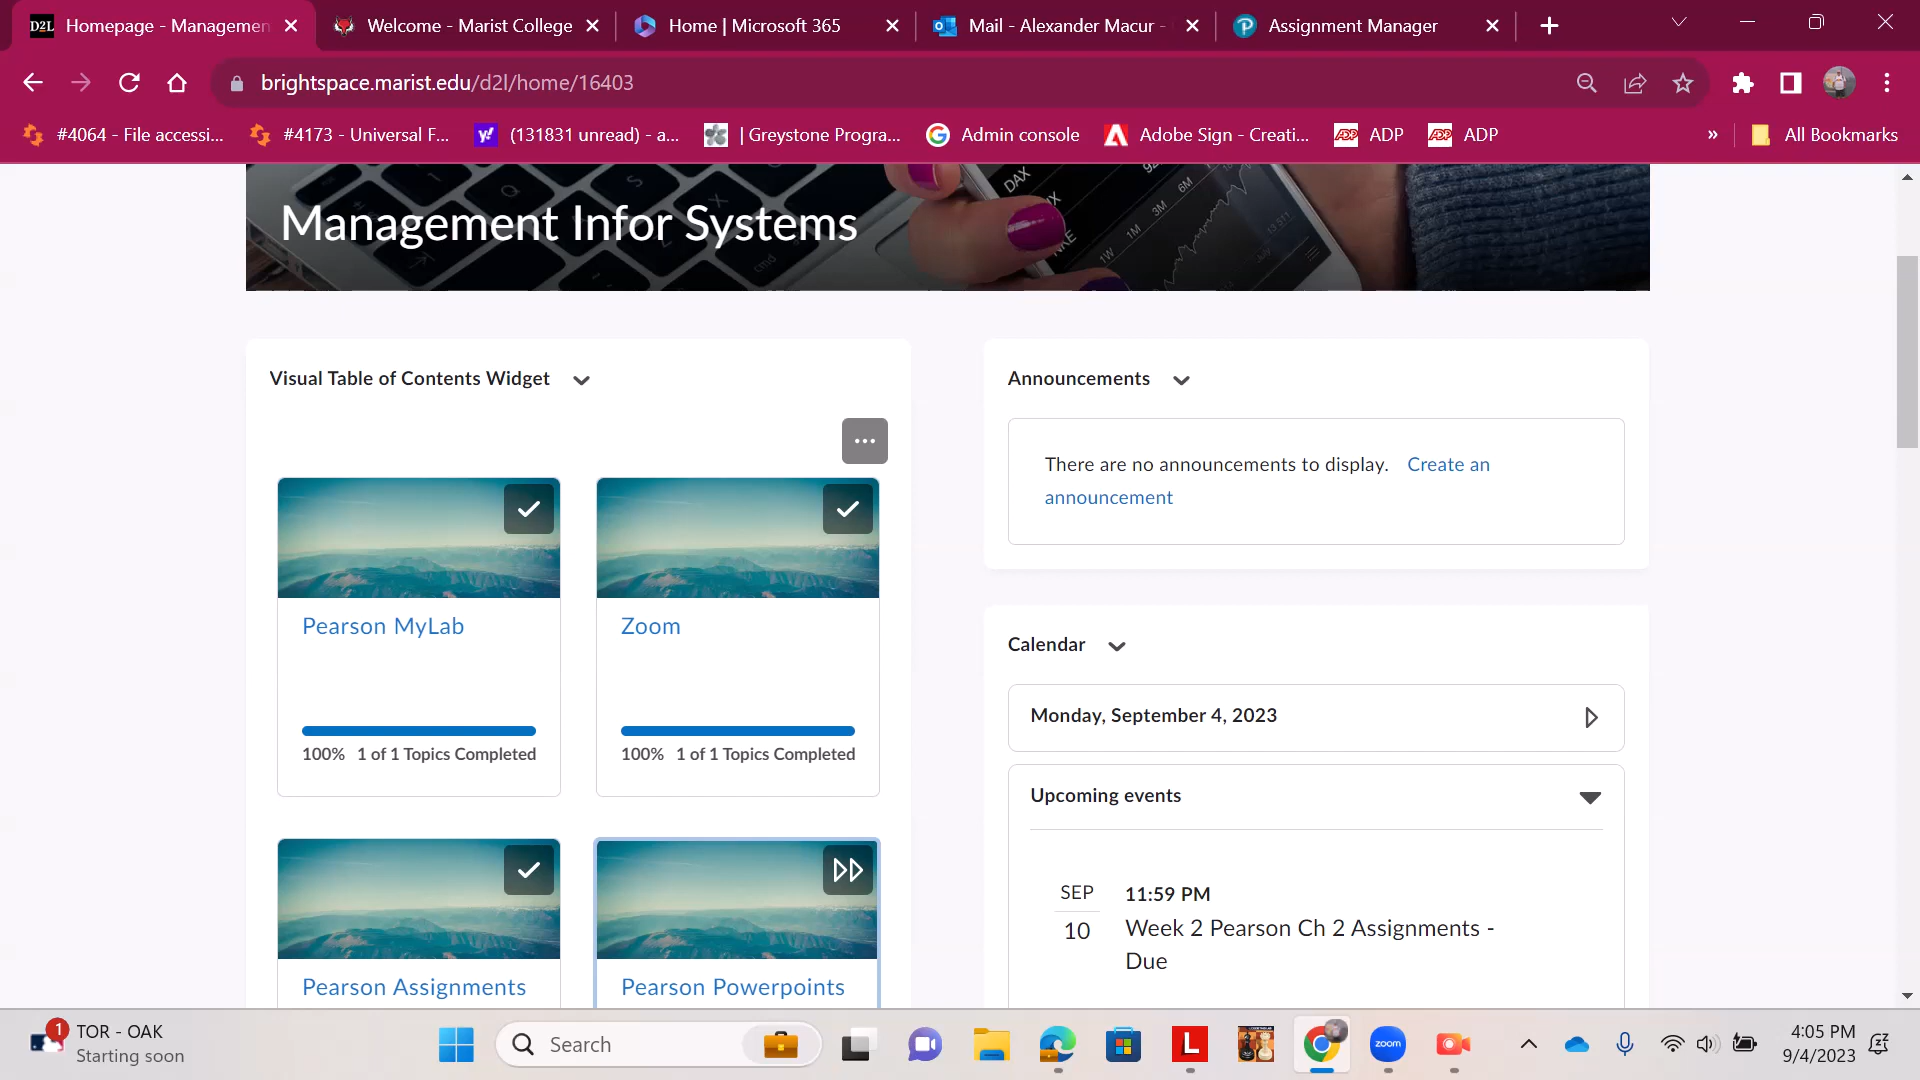 Homepage - Managemen
Welcome - Marist College
Home | Microsoft 365
Mail - Alexander Macur -
Assignment Manager
brightspace.marist.edu/d2l/home/16403
#4064 - File accessi...
#4173 - Universal F...
(131831 unread) - a...
| Greystone Progra...
Admin console
Adobe Sign - Creati...
ADP
ADP
»
All Bookmarks
Management Infor Systems
Visual Table of Contents Widget
Announcements
There are no announcements to display. Create an
announcement
Pearson MyLab
100% 1 of 1 Topics Completed
Zoom
100% 1 of 1 Topics Completed
Calendar
Monday, September 4, 2023
Upcoming events
SEP
10
11:59 PM
Week 2 Pearson Ch 2 Assignments -
Due
Pearson Assignments
Pearson Powerpoints
1
TOR - OAK
Starting soon
Search
zoom
4:05 PM
9/4/2023